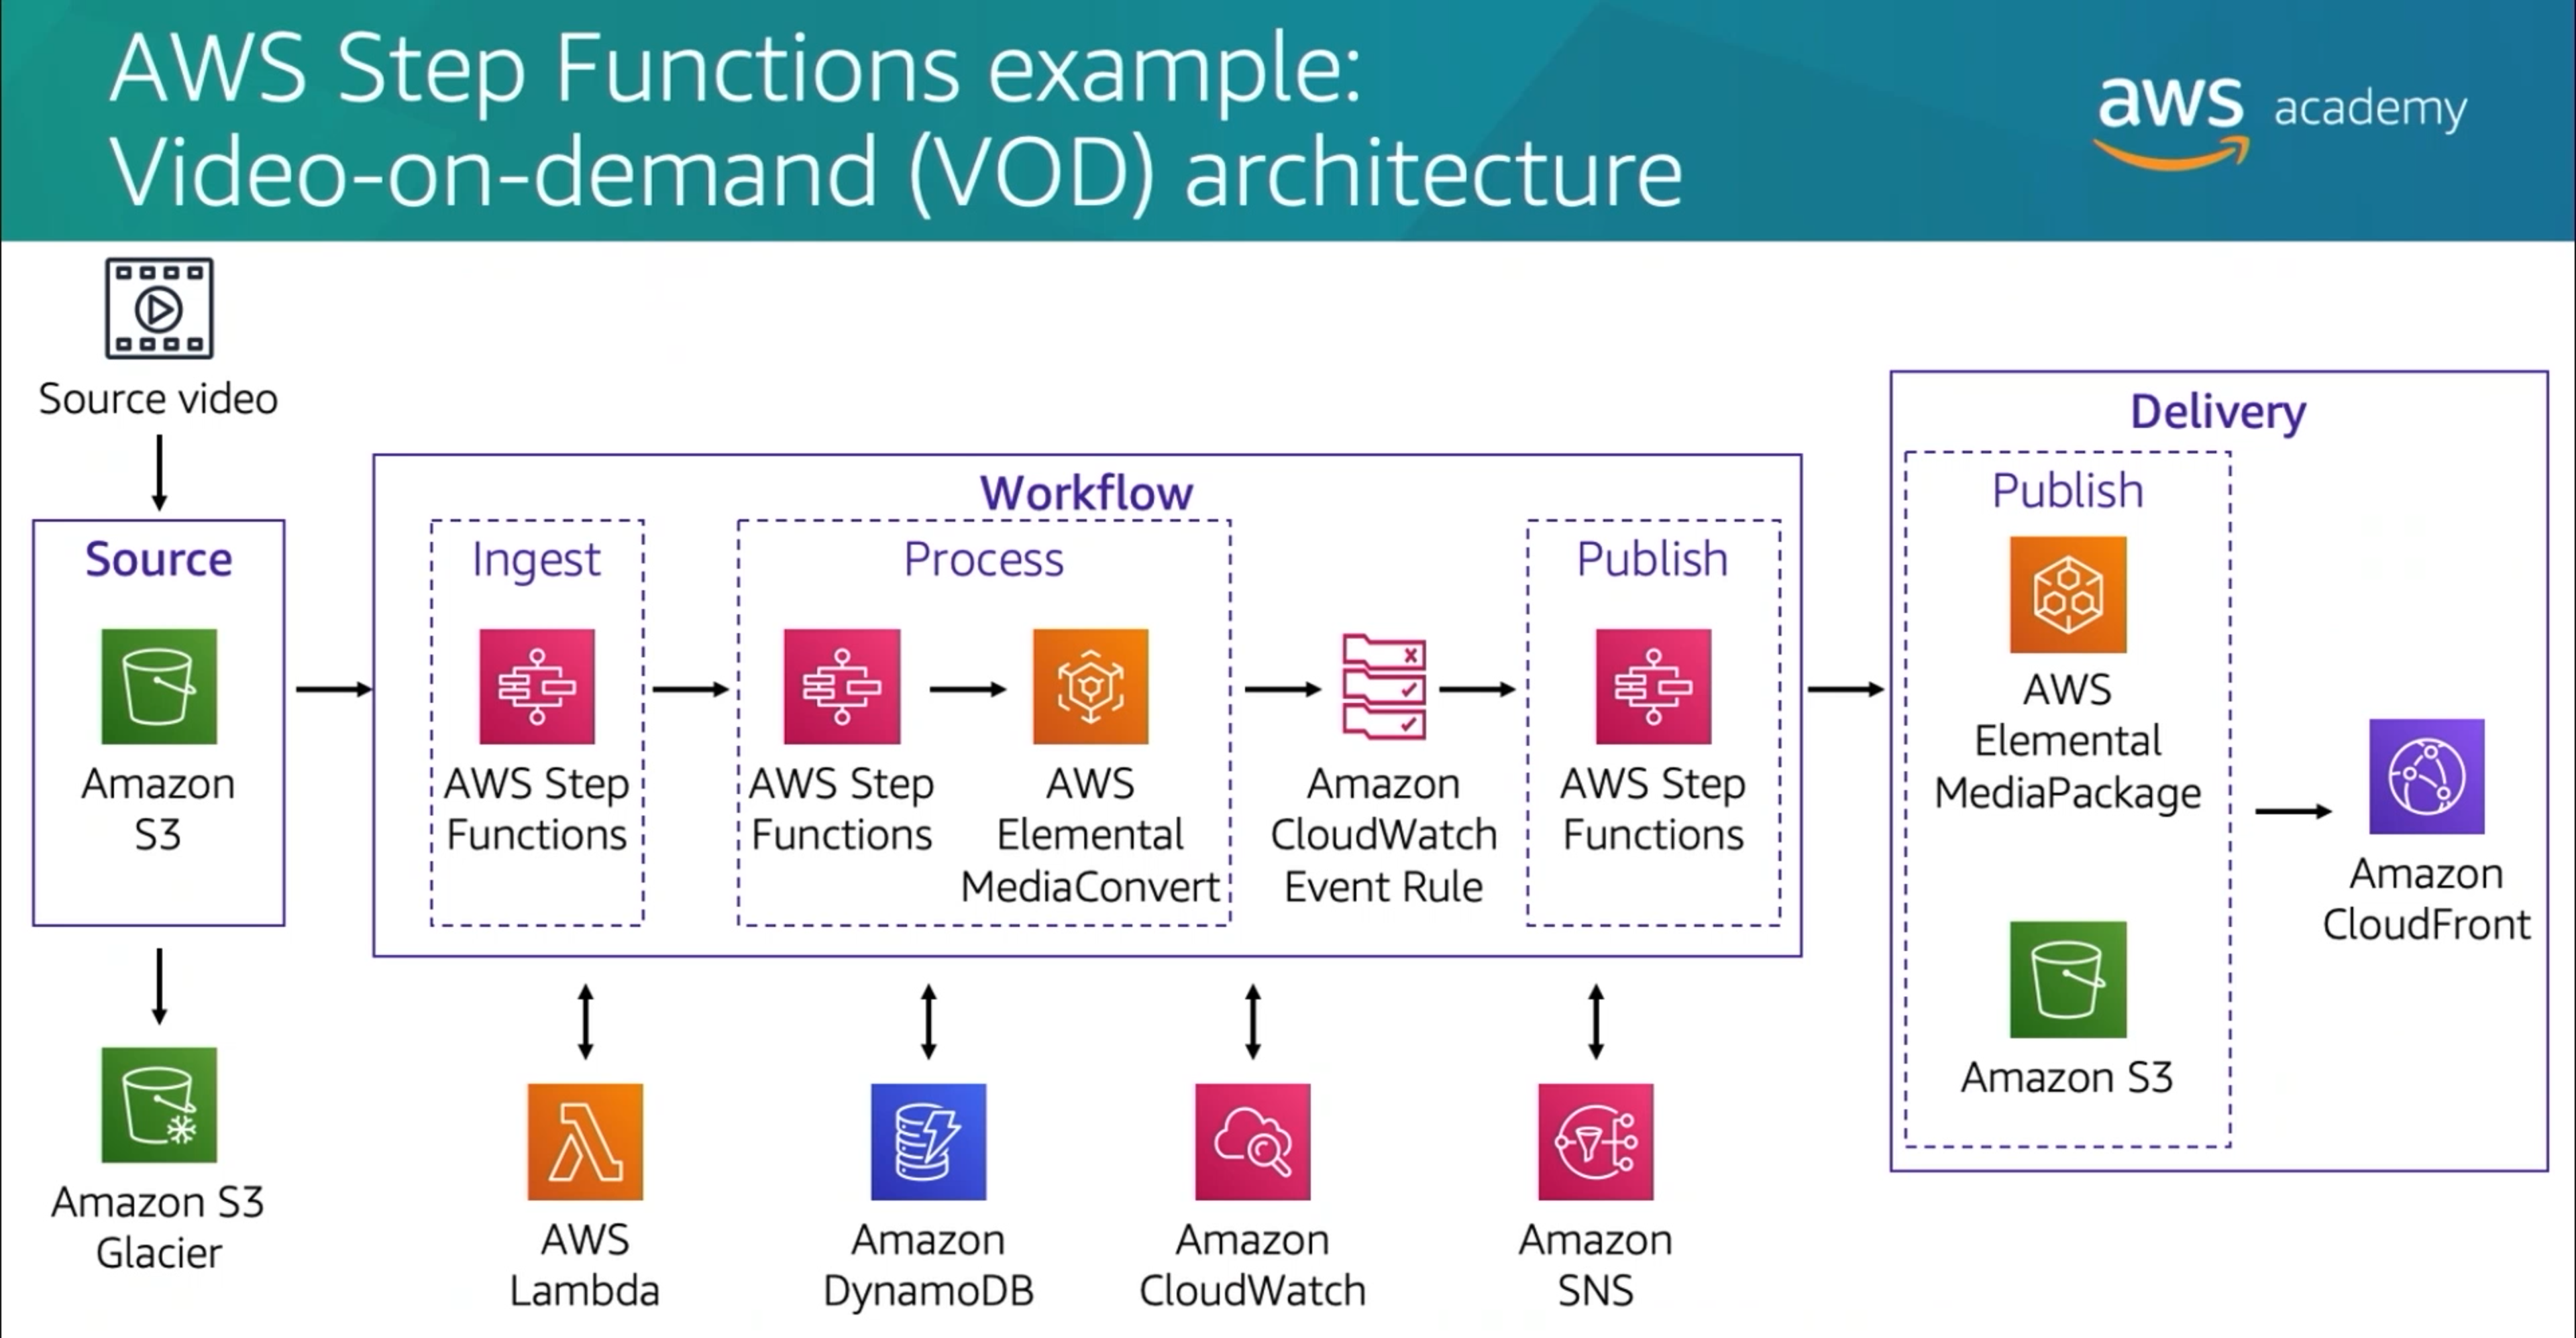 AWS Step Functions example:
Video-on-demand (VOD) architecture
aws academy
Source video
Source
Amazon
S3
Amazon S3
Glacier
Workflow
Ingest
AWS Step
Functions
Process
AWS Step
Functions
AWS
Elemental
MediaConvert
Amazon
CloudWatch
Event Rule
Publish
AWS Step
Functions
AWS
Lambda
Amazon
DynamoDB
Amazon
CloudWatch
Amazon
SNS
Delivery
Publish
AWS
Elemental
MediaPackage
Amazon S3
Amazon
CloudFront